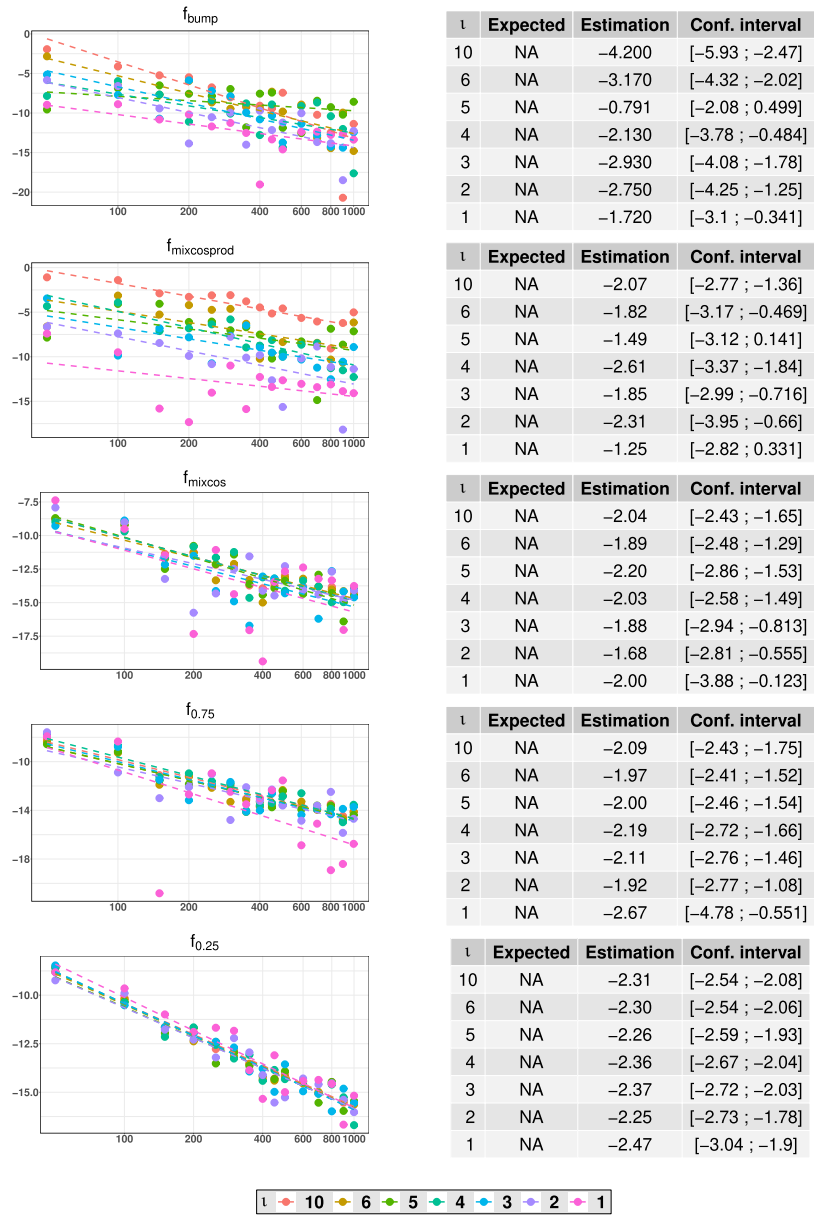 f_bump
0
−5
−10
−15
−20
100 200 400 600 800 1000
ι Expected Estimation Conf. interval
10 NA −4.200 [−5.93 ; −2.47]
6 NA −3.170 [−4.32 ; −2.02]
5 NA −0.791 [−2.08 ; 0.499]
4 NA −2.130 [−3.78 ; −0.484]
3 NA −2.930 [−4.08 ; −1.78]
2 NA −2.750 [−4.25 ; −1.25]
1 NA −1.720 [−3.1 ; −0.341]
f_mixcosprod
0
−5
−10
−15
100 200 400 600 800 1000
ι Expected Estimation Conf. interval
10 NA −2.07 [−2.77 ; −1.36]
6 NA −1.82 [−3.17 ; −0.469]
5 NA −1.49 [−3.12 ; 0.141]
4 NA −2.61 [−3.37 ; −1.84]
3 NA −1.85 [−2.99 ; −0.716]
2 NA −2.31 [−3.95 ; −0.66]
1 NA −1.25 [−2.82 ; 0.331]
f_mixcos
−7.5
−10.0
−12.5
−15.0
−17.5
100 200 400 600 800 1000
ι Expected Estimation Conf. interval
10 NA −2.04 [−2.43 ; −1.65]
6 NA −1.89 [−2.48 ; −1.29]
5 NA −2.20 [−2.86 ; −1.53]
4 NA −2.03 [−2.58 ; −1.49]
3 NA −1.88 [−2.94 ; −0.813]
2 NA −1.68 [−2.81 ; −0.555]
1 NA −2.00 [−3.88 ; −0.123]
f_0.75
−10
−14
−18
100 200 400 600 800 1000
ι Expected Estimation Conf. interval
10 NA −2.09 [−2.43 ; −1.75]
6 NA −1.97 [−2.41 ; −1.52]
5 NA −2.00 [−2.46 ; −1.54]
4 NA −2.19 [−2.72 ; −1.66]
3 NA −2.11 [−2.76 ; −1.46]
2 NA −1.92 [−2.77 ; −1.08]
1 NA −2.67 [−4.78 ; −0.551]
f_0.25
−10.0
−12.5
−15.0
100 200 400 600 800 1000
ι Expected Estimation Conf. interval
10 NA −2.31 [−2.54 ; −2.08]
6 NA −2.30 [−2.54 ; −2.06]
5 NA −2.26 [−2.59 ; −1.93]
4 NA −2.36 [−2.67 ; −2.04]
3 NA −2.37 [−2.72 ; −2.03]
2 NA −2.25 [−2.73 ; −1.78]
1 NA −2.47 [−3.04 ; −1.9]
ι 10 6 5 4 3 2 1